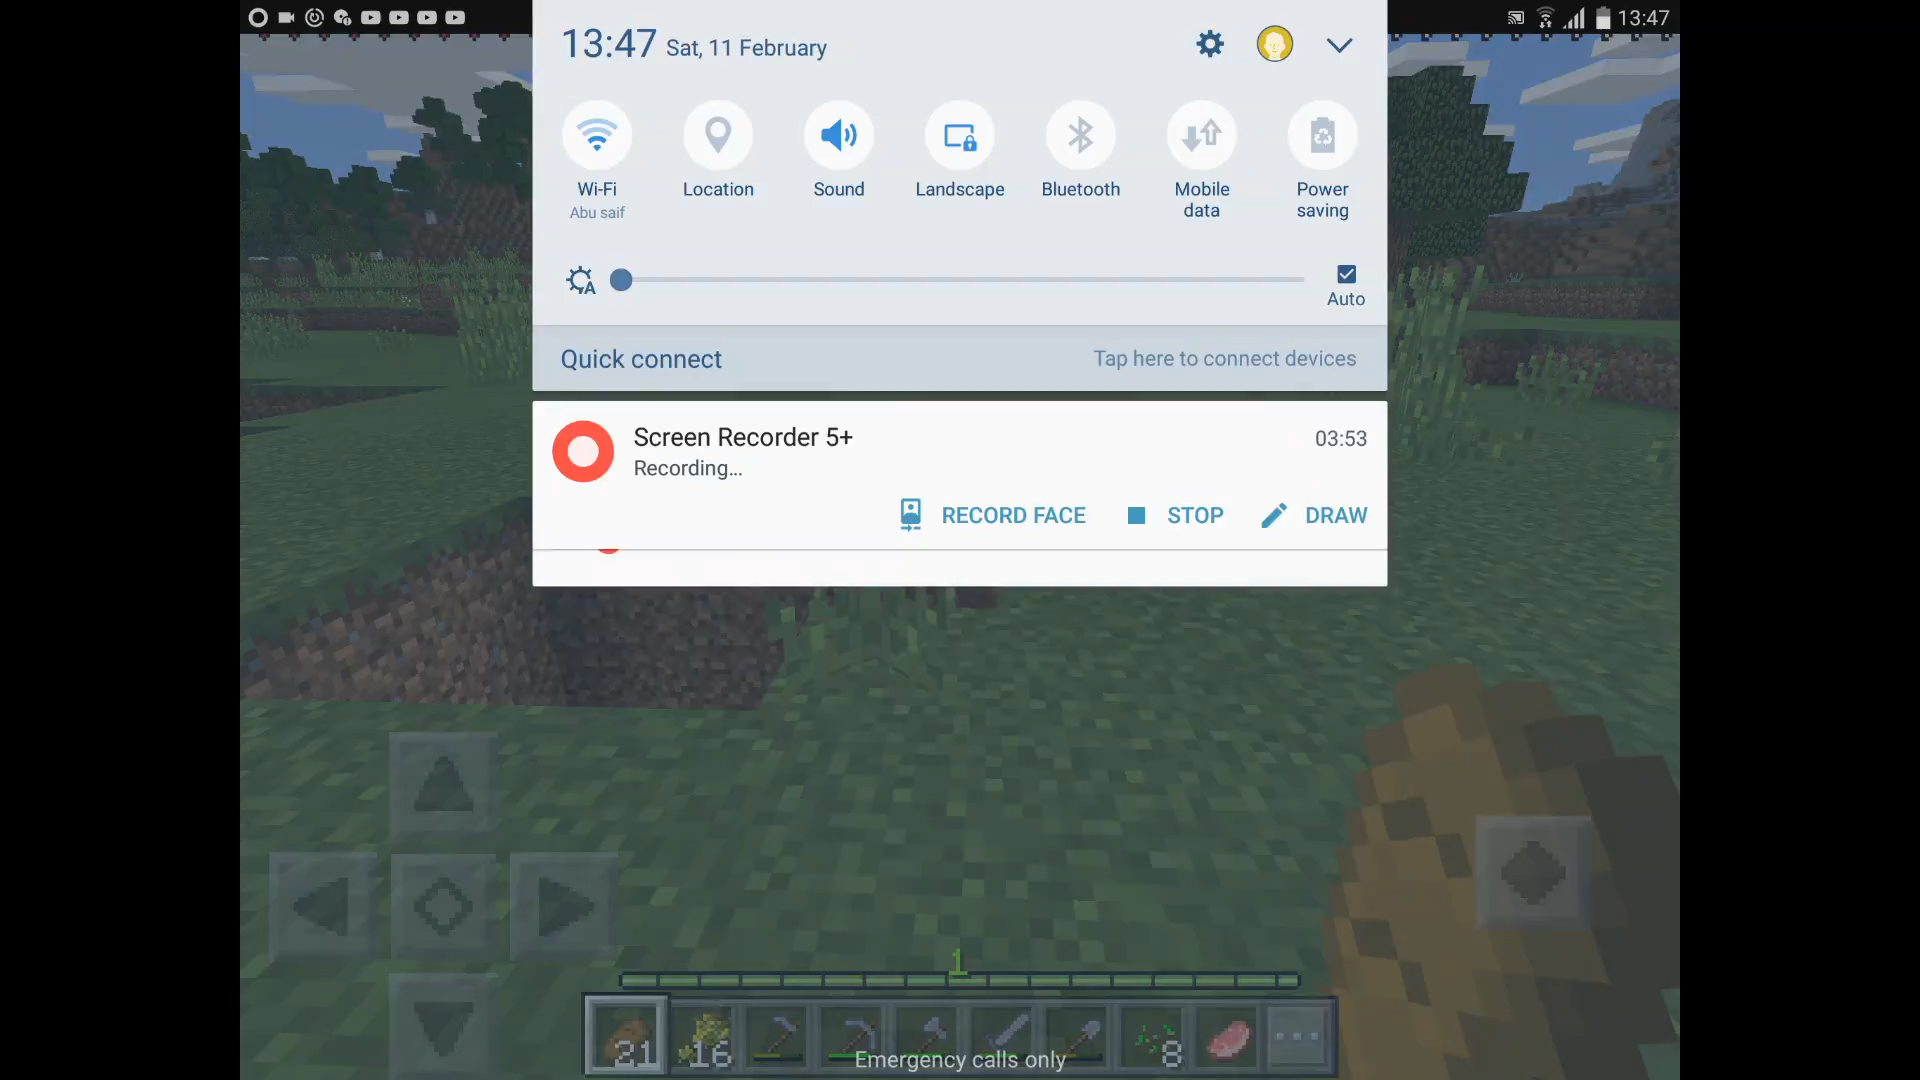 13:47
13:47 Sat, 11 February
Wi-Fi
Abu saif
Location
Sound
Landscape
Bluetooth
Mobile
data
Power
saving
A
Auto
Quick connect
Tap here to connect devices
Screen Recorder 5+
03:53
Recording...
RECORD FACE
STOP
DRAW
1
21
16
8
Emergency calls only